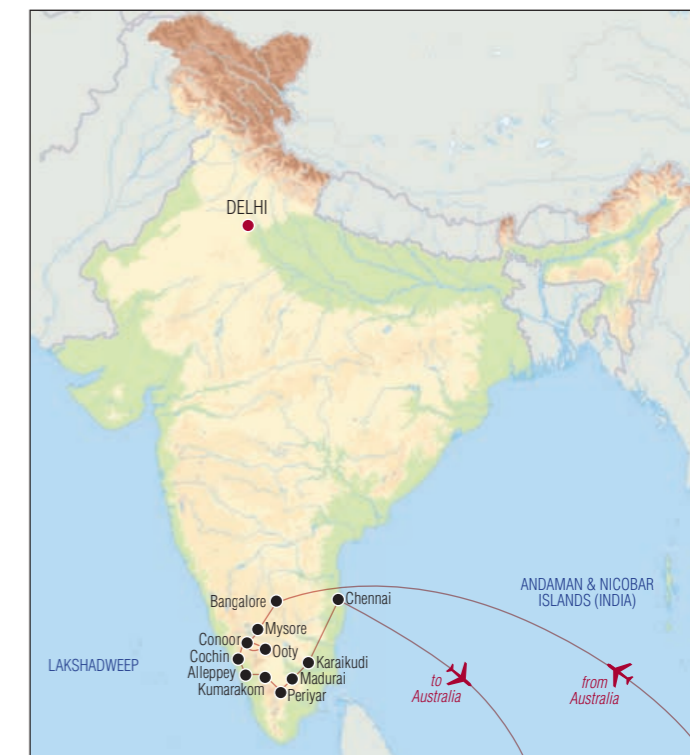 DELHI
ANDAMAN & NICOBAR
ISLANDS (INDIA)
Bangalore
Chennai
Mysore
Conoor
Ooty
Cochin
LAKSHADWEEP
Karaikudi
Alleppey
Madurai
Kumarakom
Periyar
to
Australia
from
Australia